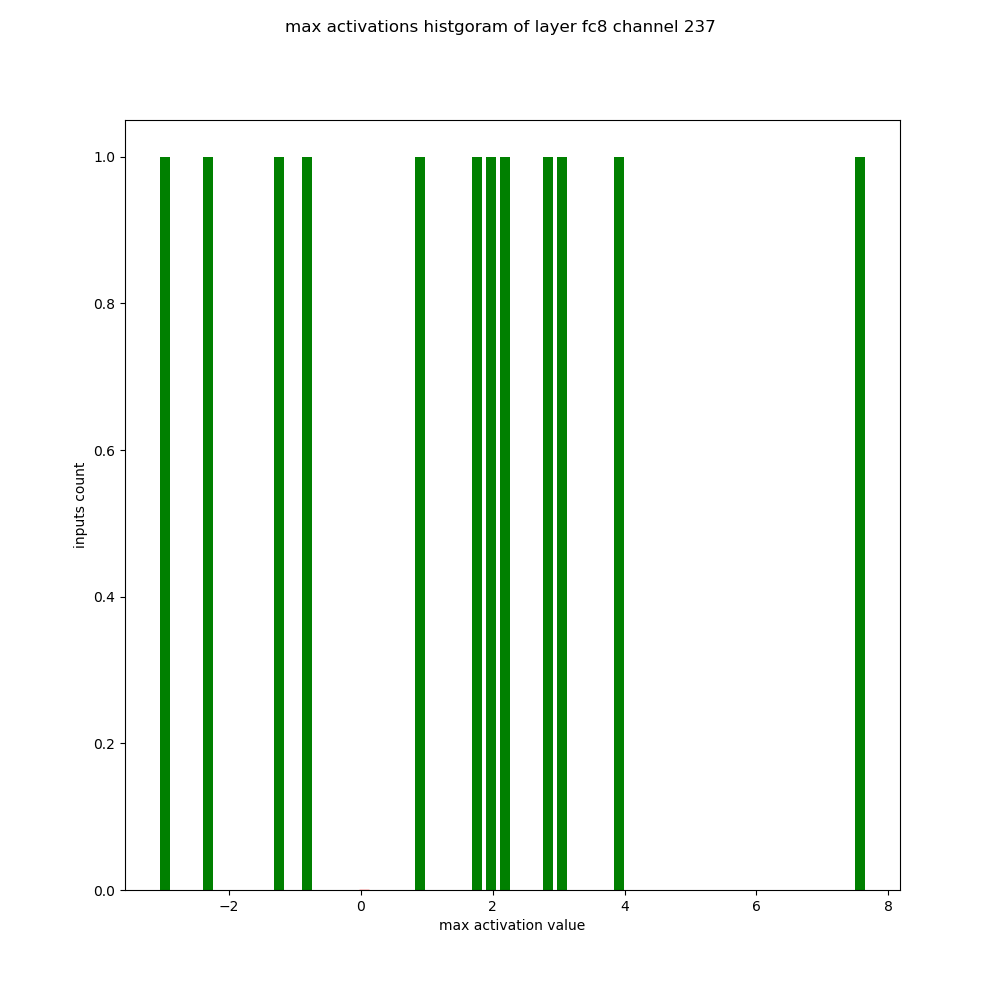 max activations histgoram of layer fc8 channel 237
1.0
0.8
0.6
0.4
0.2
0.0
inputs count
−2 0 2 4 6 8
max activation value